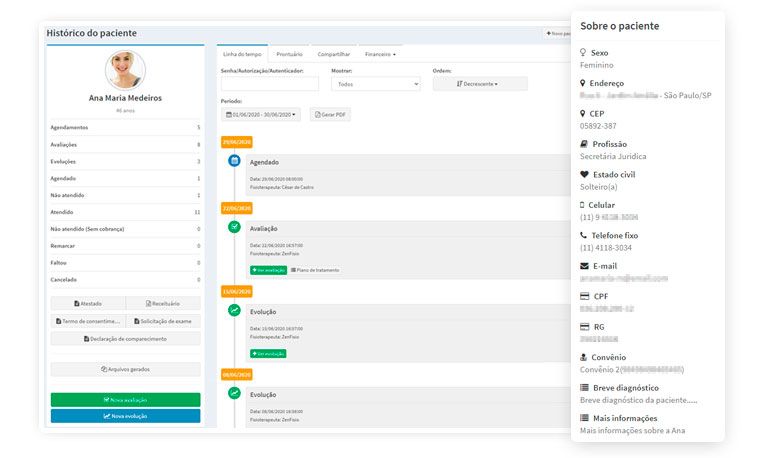 Histórico do paciente
+ Novo
Ana Maria Medeiros
46 anos
Agendamentos 5
Avaliações 8
Evoluções 3
Agendado 1
Não atendido 1
Atendido 11
Não atendido (Sem cobrança) 0
Remarcar 0
Faltou 0
Cancelado 0
Atestado
Receituário
Termo de consentime...
Solicitação de exame
Declaração de comparecimento
Arquivos gerados
Nova avaliação
Nova evolução
Linha do tempo
Prontuário
Compartilhar
Financeiro
Senha/Autorização/Autenticador:
Mostrar:
Ordem:
Todos
Decrescente
Período:
01/06/2020 - 30/06/2020
Gerar PDF
29/06/2020
Agendado
Data: 29/06/2020 08:00:00
Fisioterapeuta: César de Castro
22/06/2020
Avaliação
Data: 22/06/2020 16:57:00
Fisioterapeuta: ZenFisio
+ Ver avaliação
Plano de tratamento
15/06/2020
Evolução
Data: 15/06/2020 16:57:00
Fisioterapeuta: ZenFisio
+ Ver evolução
08/06/2020
Evolução
Data: 08/06/2020 16:58:00
Fisioterapeuta: ZenFisio
Sobre o paciente
Sexo
Feminino
Endereço
- São Paulo/SP
CEP
05892-387
Profissão
Secretária Jurídica
Estado civil
Solteiro(a)
Celular
(11) 9
Telefone fixo
(11) 4118-3034
E-mail
CPF
RG
Convênio
Convênio 2(
Breve diagnóstico
Breve diagnóstico da paciente.....
Mais informações
Mais informações sobre a Ana